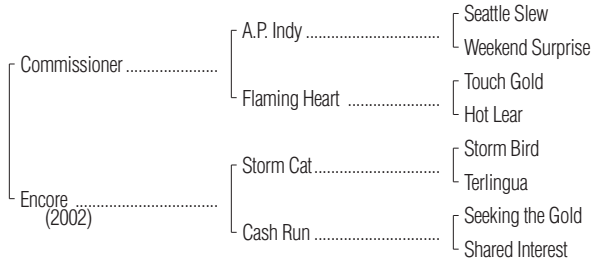 Seattle Slew
A.P. Indy ..............................
Weekend Surprise
Commissioner .....................
Touch Gold
Flaming Heart .....................
Hot Lear
Storm Bird
Storm Cat ............................
Terlingua
Encore ................................
(2002)
Seeking the Gold
Cash Run ............................
Shared Interest